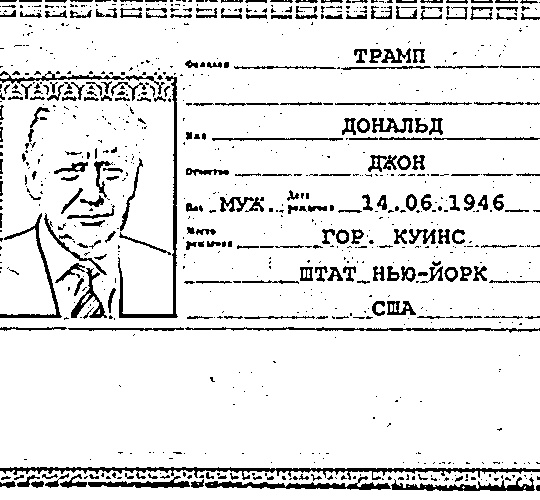 Фамилия ТРАМП
Имя ДОНАЛЬД
Отчество ДЖОН
Пол МУЖ. Дата рождения 14.06.1946
Место рождения ГОР. КУИНС
ШТАТ НЬЮ-ЙОРК
США